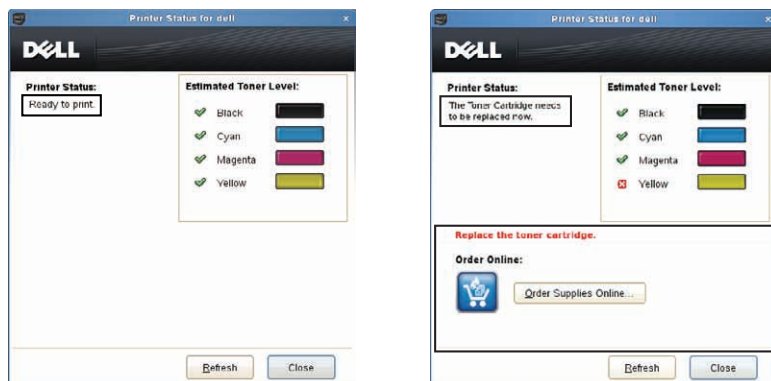 Printer Status for dell
DELL
Printer Status:
Ready to print.
Estimated Toner Level:
Black
Cyan
Magenta
Yellow
Refresh
Close
Printer Status for dell
DELL
Printer Status:
The Toner Cartridge needs
to be replaced now.
Estimated Toner Level:
Black
Cyan
Magenta
Yellow
Replace the toner cartridge.
Order Online:
Order Supplies Online...
Refresh
Close